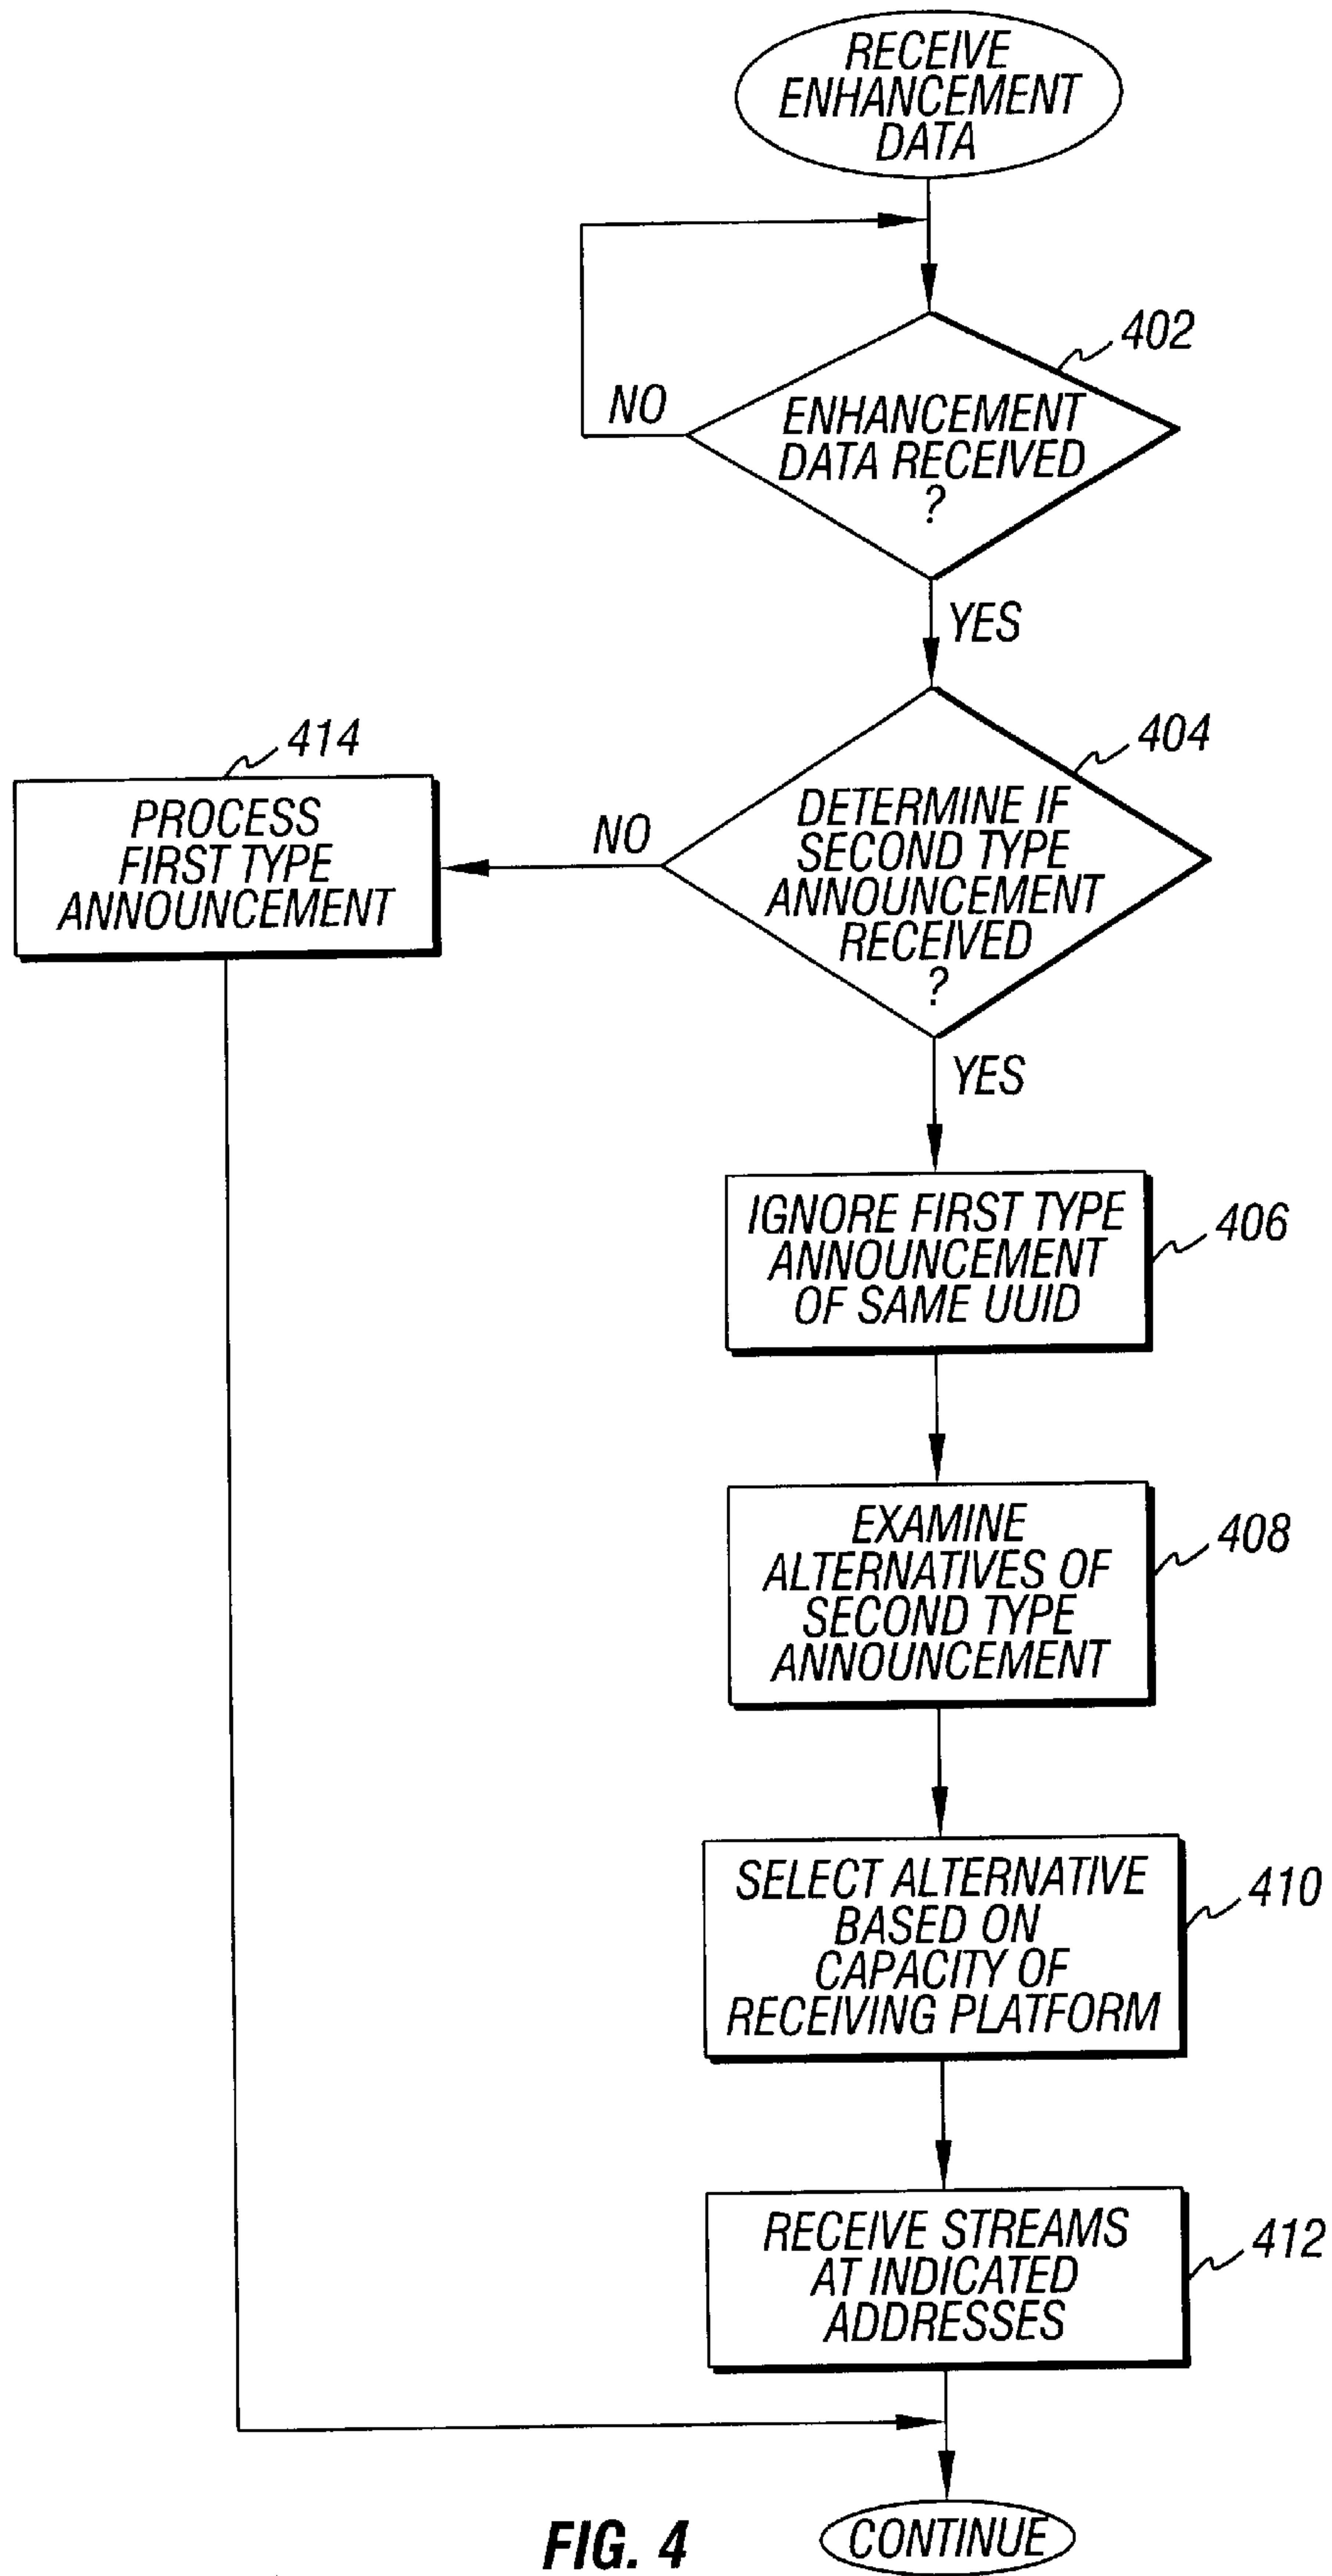 RECEIVE
ENHANCEMENT
DATA
402
NO
ENHANCEMENT
DATA RECEIVED
?
YES
414
404
PROCESS
FIRST TYPE
ANNOUNCEMENT
NO
DETERMINE IF
SECOND TYPE
ANNOUNCEMENT
RECEIVED
?
YES
IGNORE FIRST TYPE
ANNOUNCEMENT
OF SAME UUID
406
EXAMINE
ALTERNATIVES OF
SECOND TYPE
ANNOUNCEMENT
408
SELECT ALTERNATIVE
BASED ON
CAPACITY OF
RECEIVING PLATFORM
410
RECEIVE STREAMS
AT INDICATED
ADDRESSES
412
CONTINUE
FIG. 4